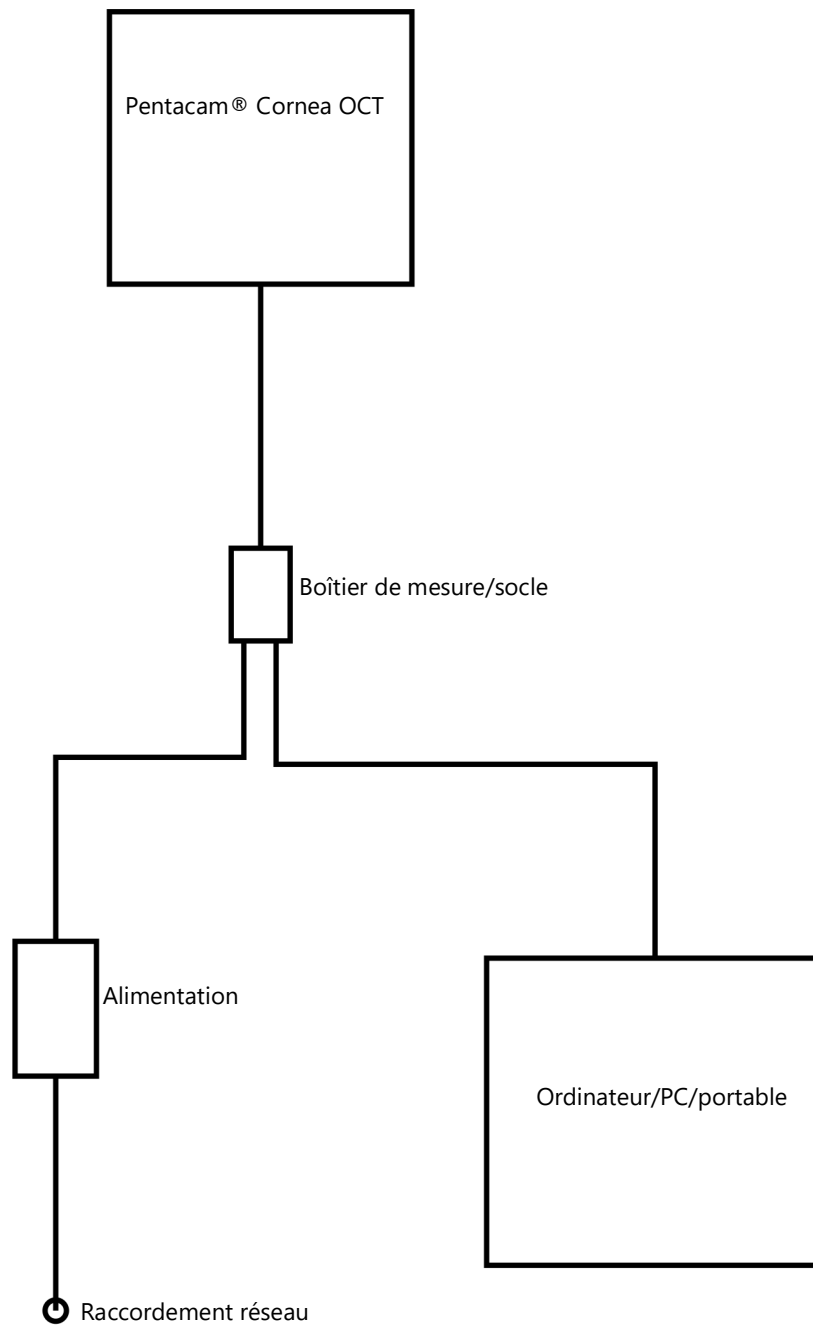 Pentacam® Cornea OCT
Boîtier de mesure/socle
Alimentation
Ordinateur/PC/portable
Raccordement réseau